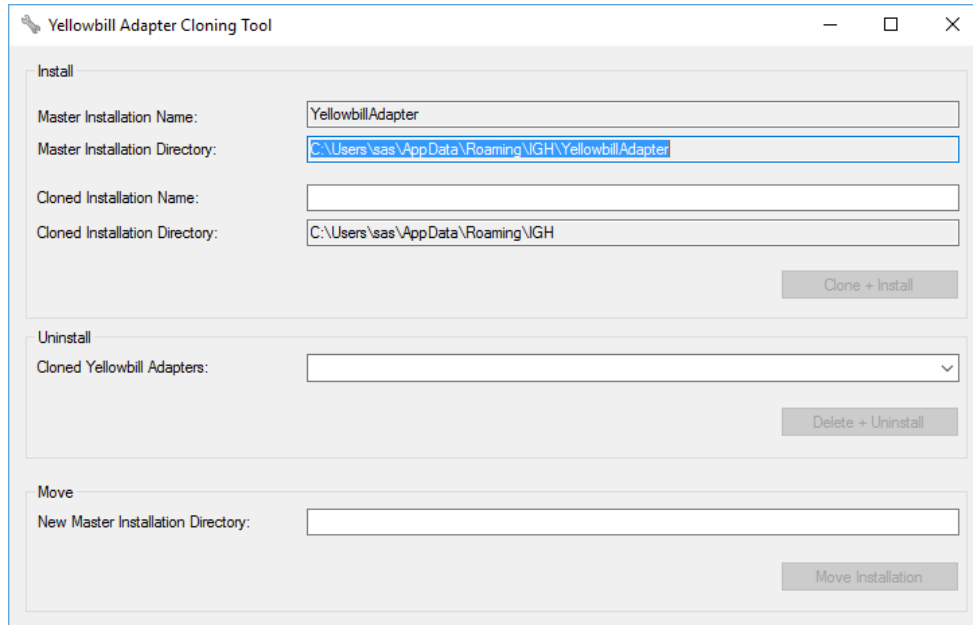 Yellowbill Adapter Cloning Tool
Install
Master Installation Name: YellowbillAdapter
Master Installation Directory: C:\Users\sas\AppData\Roaming\IGH\YellowbillAdapter
Cloned Installation Name:
Cloned Installation Directory: C:\Users\sas\AppData\Roaming\IGH
Clone + Install
Uninstall
Cloned Yellowbill Adapters:
Delete + Uninstall
Move
New Master Installation Directory:
Move Installation